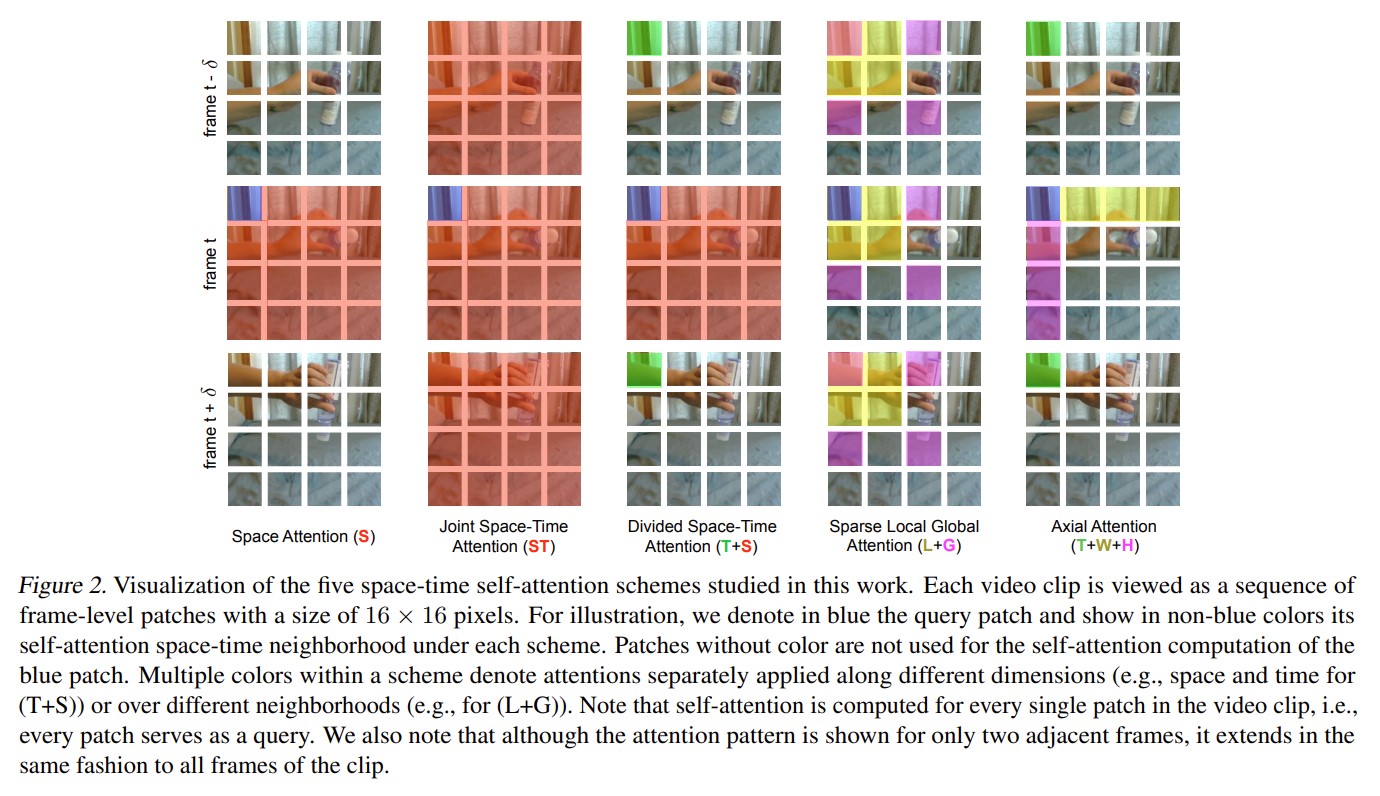 frame t - δ
frame t
frame t + δ
Space Attention (S)
Joint Space-Time
Attention (ST)
Divided Space-Time
Attention (T+S)
Sparse Local Global
Attention (L+G)
Axial Attention
(T+W+H)
Figure 2. Visualization of the five space-time self-attention schemes studied in this work. Each video clip is viewed as a sequence of
frame-level patches with a size of 16 × 16 pixels. For illustration, we denote in blue the query patch and show in non-blue colors its
self-attention space-time neighborhood under each scheme. Patches without color are not used for the self-attention computation of the
blue patch. Multiple colors within a scheme denote attentions separately applied along different dimensions (e.g., space and time for
(T+S)) or over different neighborhoods (e.g., for (L+G)). Note that self-attention is computed for every single patch in the video clip, i.e.,
every patch serves as a query. We also note that although the attention pattern is shown for only two adjacent frames, it extends in the
same fashion to all frames of the clip.